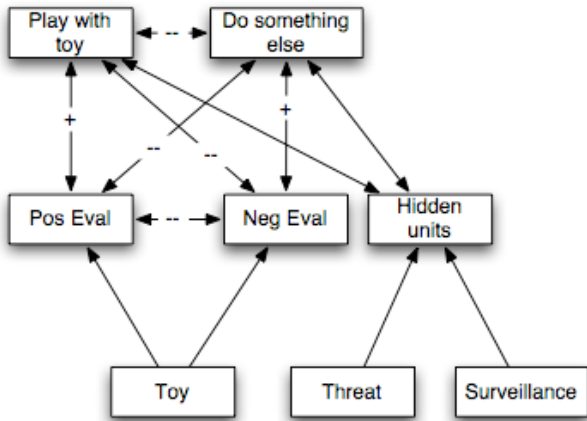 Play with
toy
--
Do something
else
+
--
--
+
Pos Eval
--
Neg Eval
Hidden
units
Toy
Threat
Surveillance